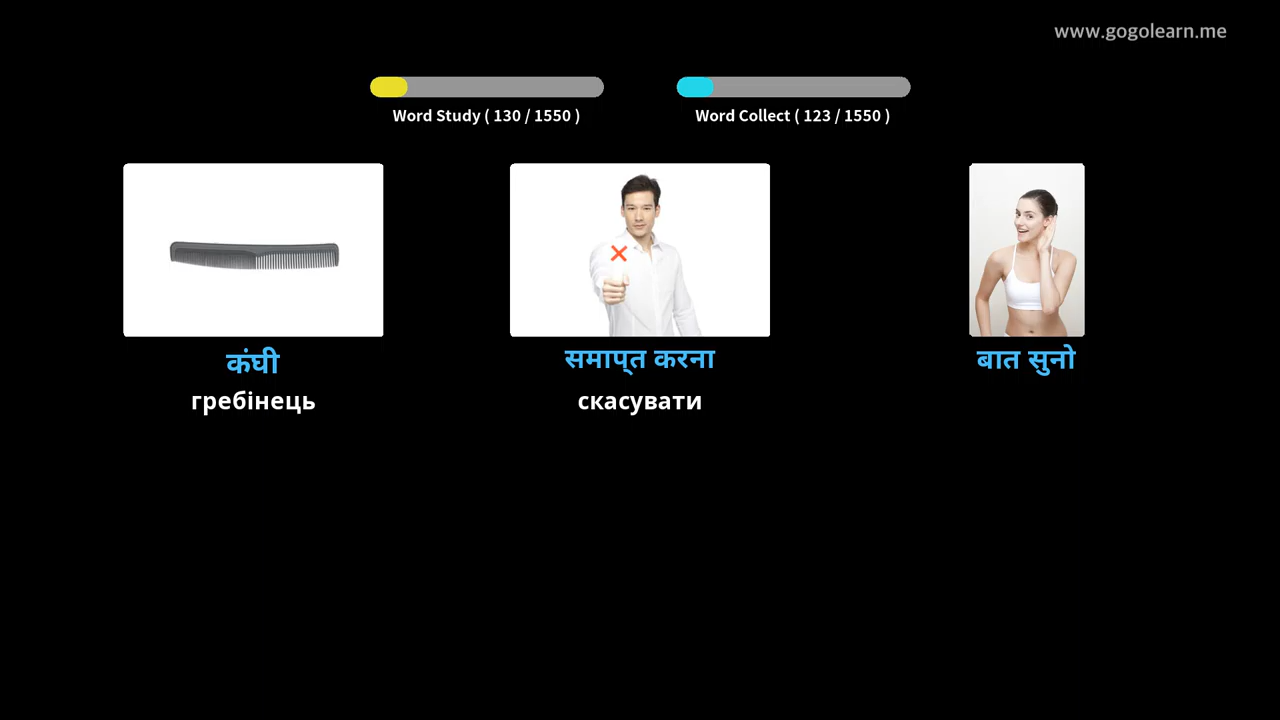 www.gogolearn.me
Word Study ( 130 / 1550 )
Word Collect ( 123 / 1550 )
कंघी
समाप्त करना
बात सुनो
гребінець
скасувати